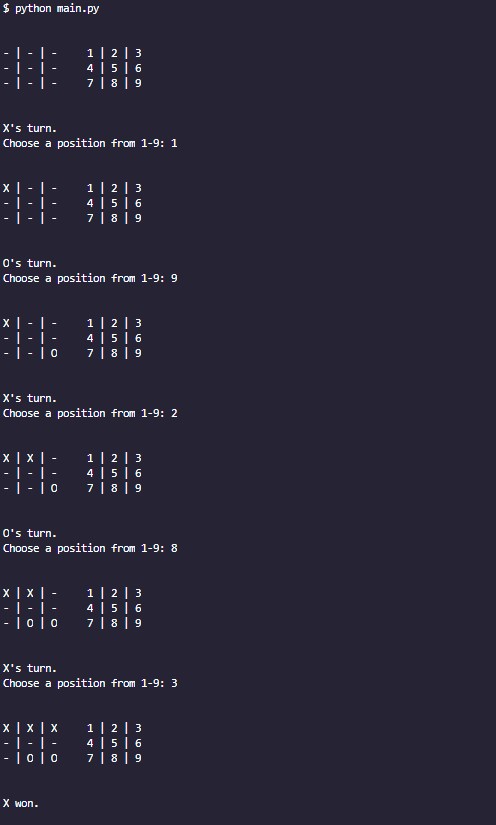 $ python main.py
- | - | -    1 | 2 | 3
- | - | -    4 | 5 | 6
- | - | -    7 | 8 | 9
X's turn.
Choose a position from 1-9: 1
X | - | -    1 | 2 | 3
- | - | -    4 | 5 | 6
- | - | -    7 | 8 | 9
O's turn.
Choose a position from 1-9: 9
X | - | -    1 | 2 | 3
- | - | -    4 | 5 | 6
- | - | O    7 | 8 | 9
X's turn.
Choose a position from 1-9: 2
X | X | -    1 | 2 | 3
- | - | -    4 | 5 | 6
- | - | O    7 | 8 | 9
O's turn.
Choose a position from 1-9: 8
X | X | -    1 | 2 | 3
- | - | -    4 | 5 | 6
- | O | O    7 | 8 | 9
X's turn.
Choose a position from 1-9: 3
X | X | X    1 | 2 | 3
- | - | -    4 | 5 | 6
- | O | O    7 | 8 | 9
X won.